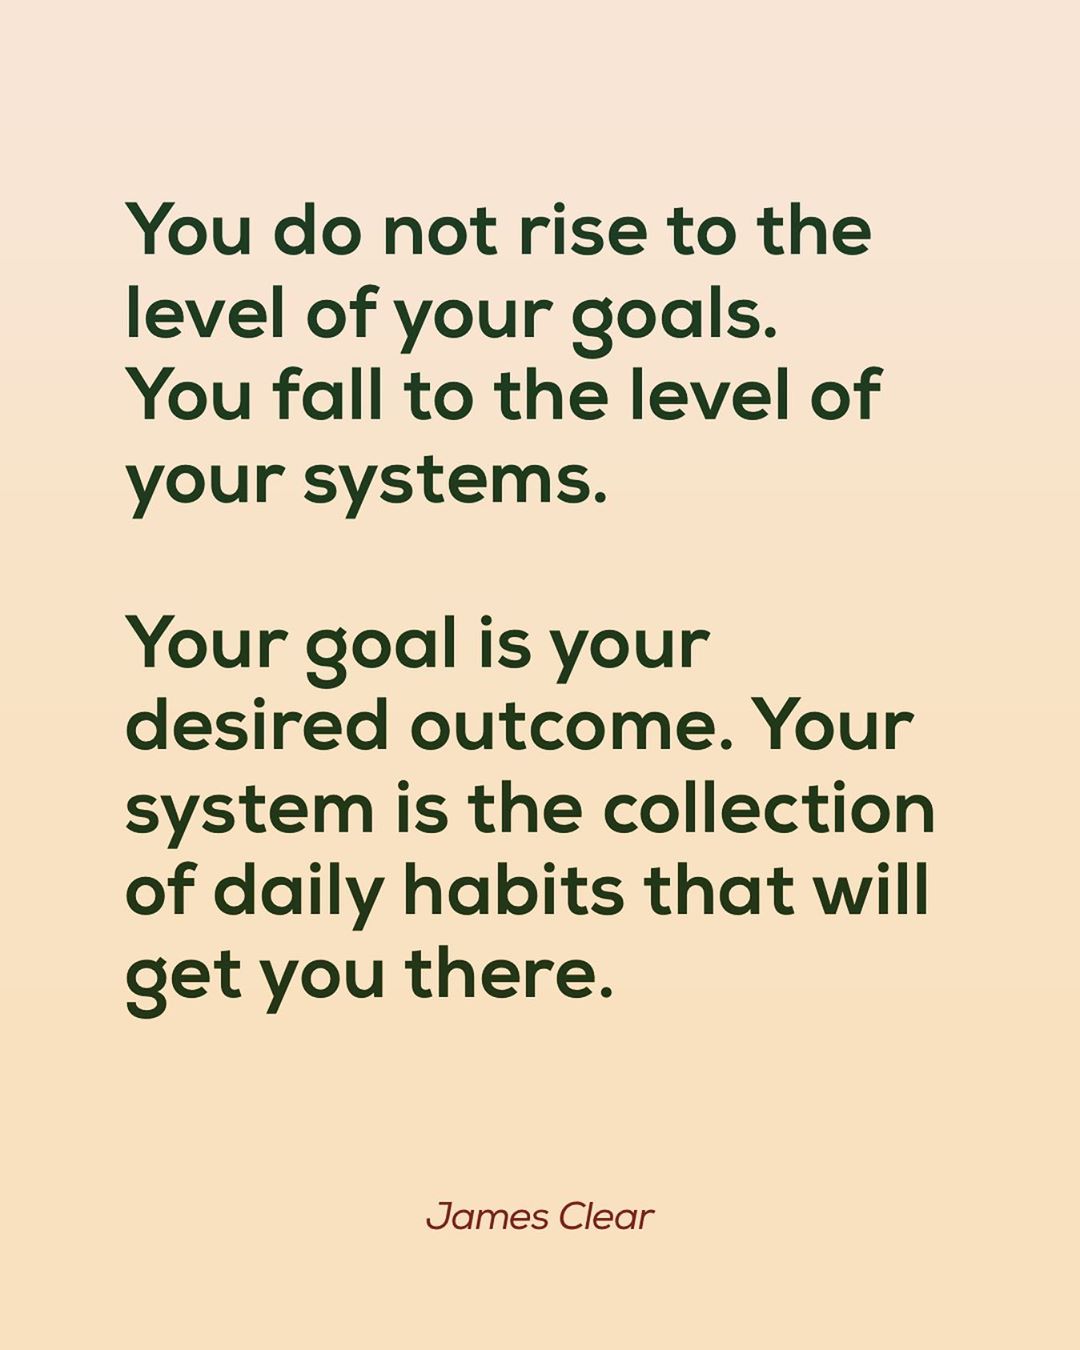 You do not rise to the
level of your goals.
You fall to the level of
your systems.
Your goal is your
desired outcome. Your
system is the collection
of daily habits that will
get you there.
James Clear